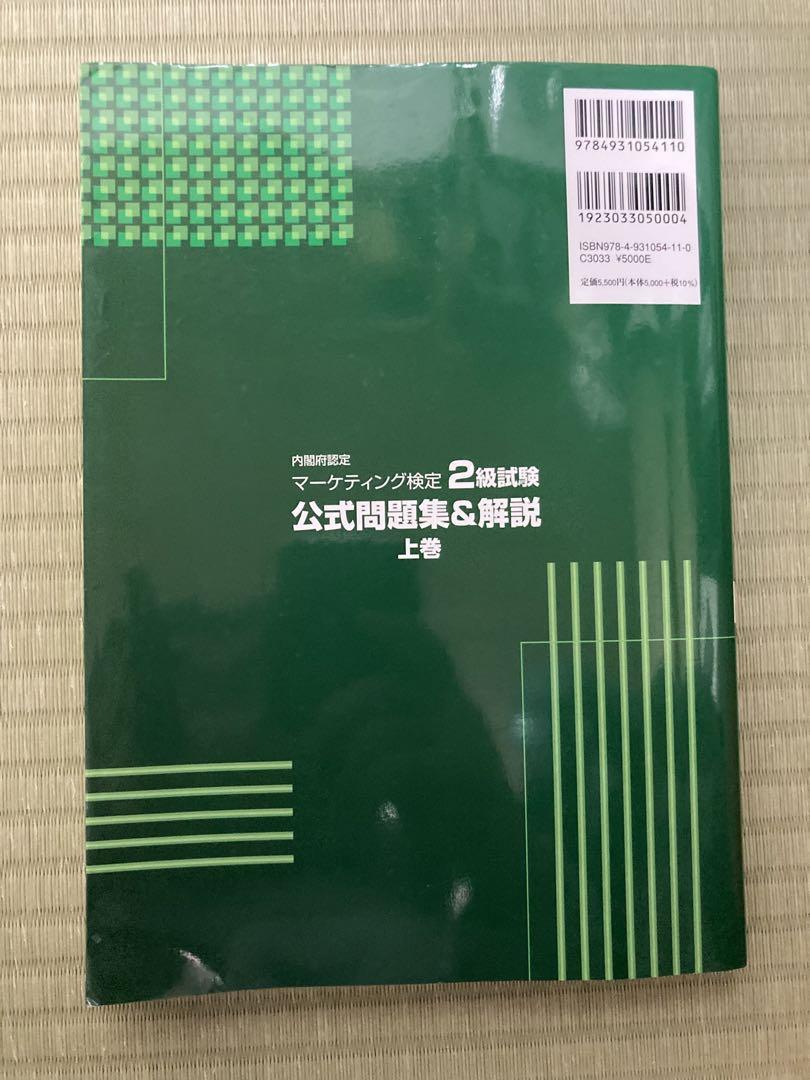 9784931054110
1923033050004
ISBN978-4-931054-11-0
C3033 ¥5000E
定価5,500円(本体5,000+税10%)
内閣府認定
マーケティング検定 2級試験
公式問題集&解説
上巻